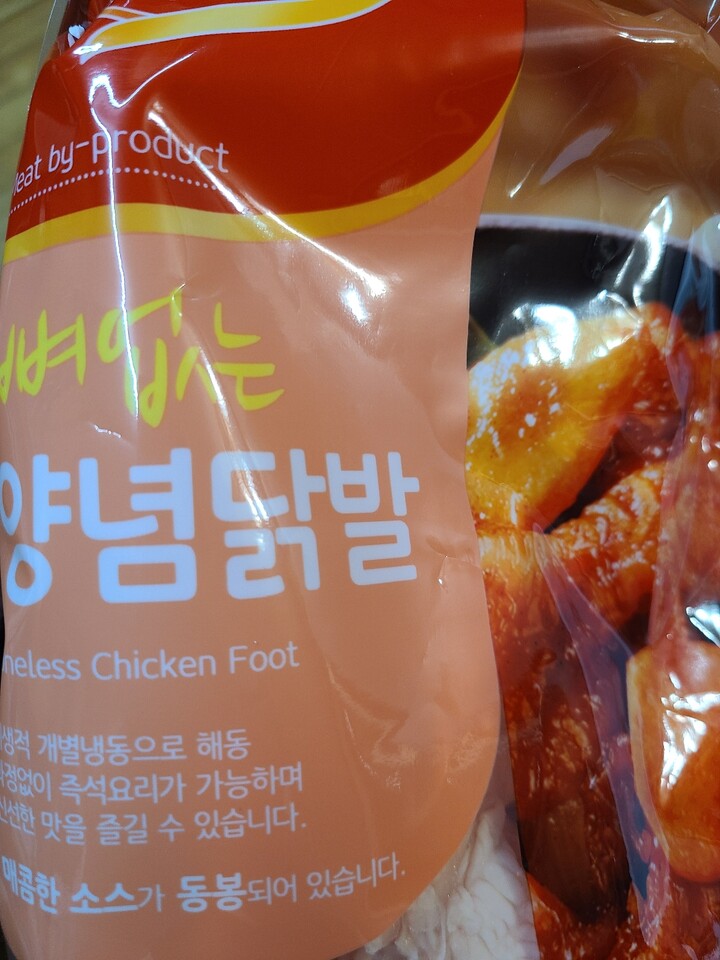 Meat by-product
뼈없는
양념닭발
neless Chicken Foot
생적 개별냉동으로 해동
정없이 즉석요리가 가능하며
신선한 맛을 즐길 수 있습니다.
매콤한 소스가 동봉되어 있습니다.